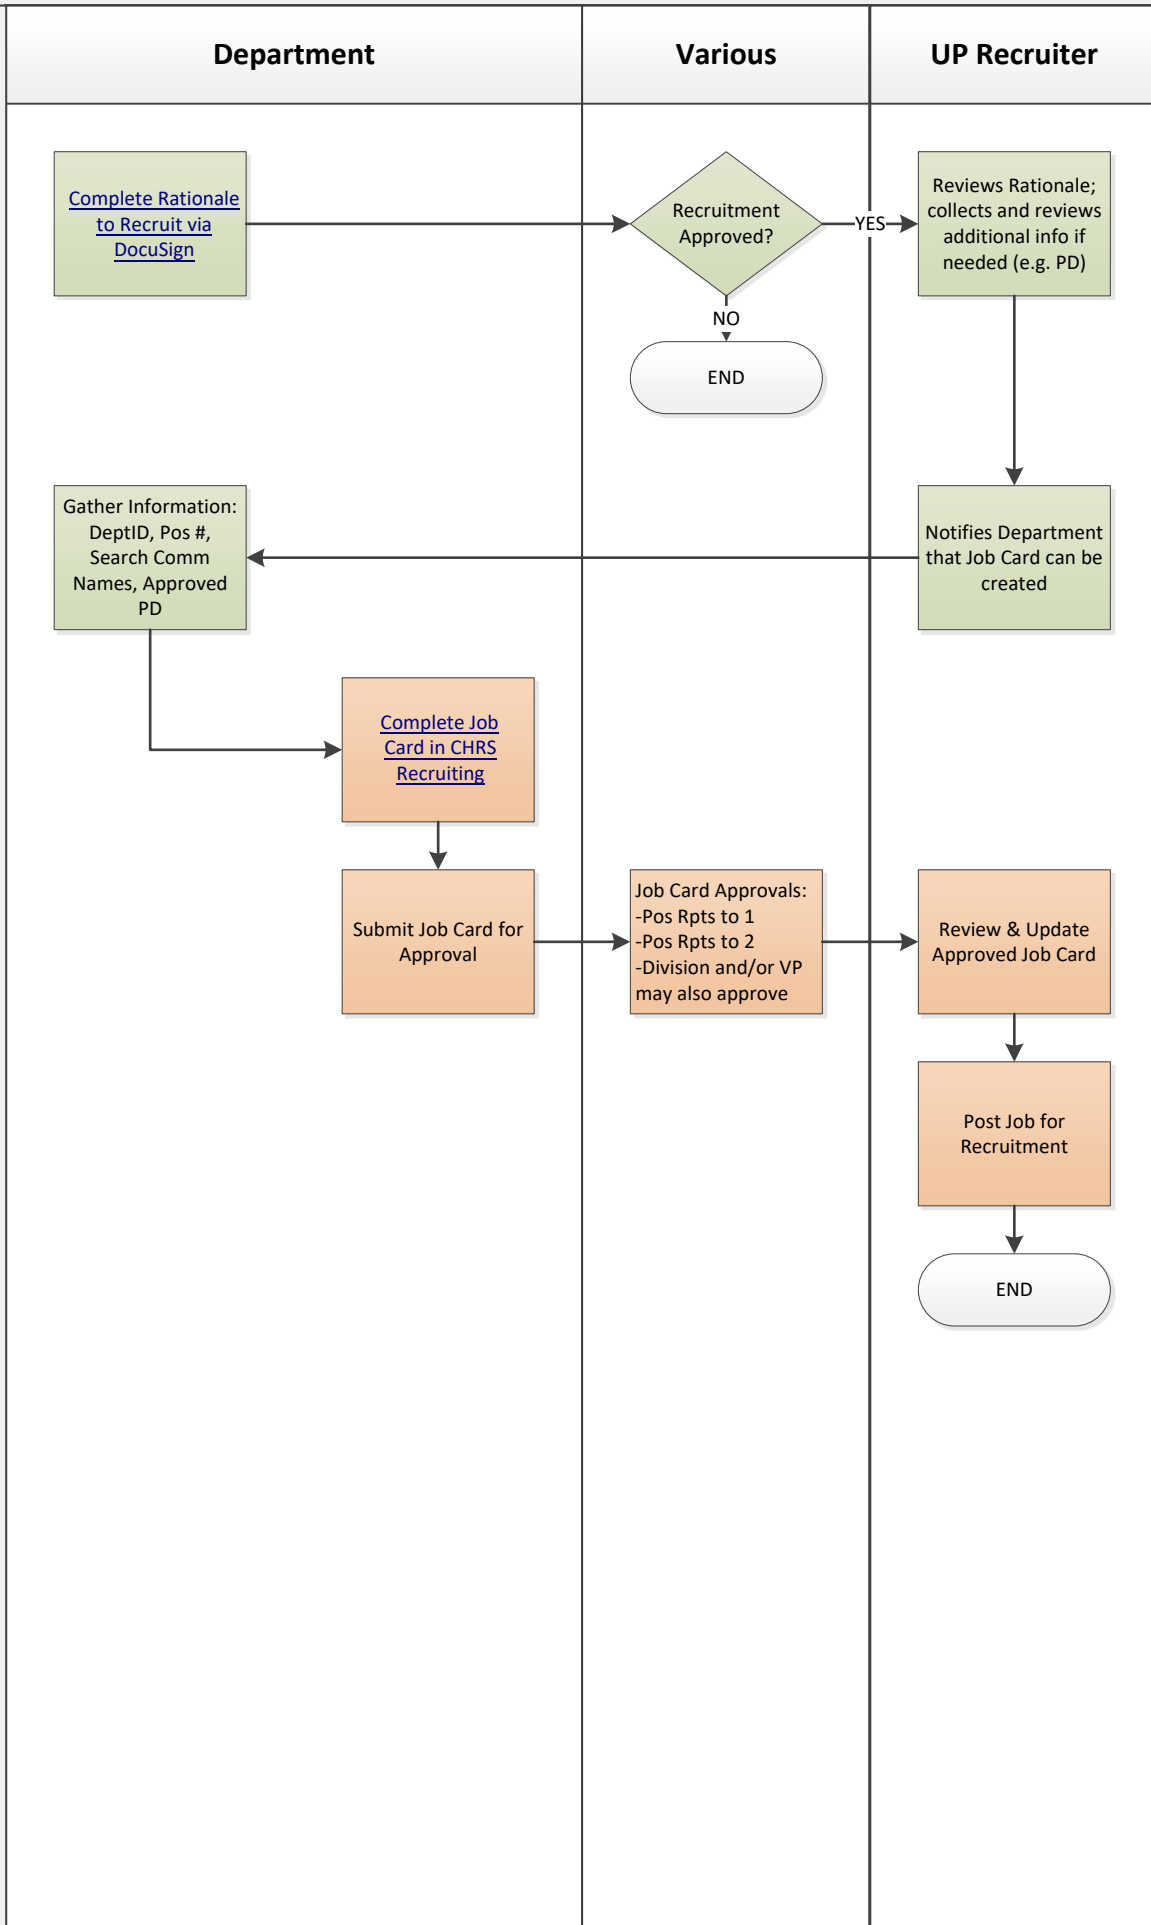 Department
Various
UP Recruiter
Complete Rationale
to Recruit via
DocuSign
Recruitment
Approved?
YES
Reviews Rationale;
collects and reviews
additional info if
needed (e.g. PD)
NO
END
Gather Information:
DeptID, Pos #,
Search Comm
Names, Approved
PD
Notifies Department
that Job Card can be
created
Complete Job
Card in CHRS
Recruiting
Submit Job Card for
Approval
Job Card Approvals:
-Pos Rpts to 1
-Pos Rpts to 2
-Division and/or VP
may also approve
Review & Update
Approved Job Card
Post Job for
Recruitment
END